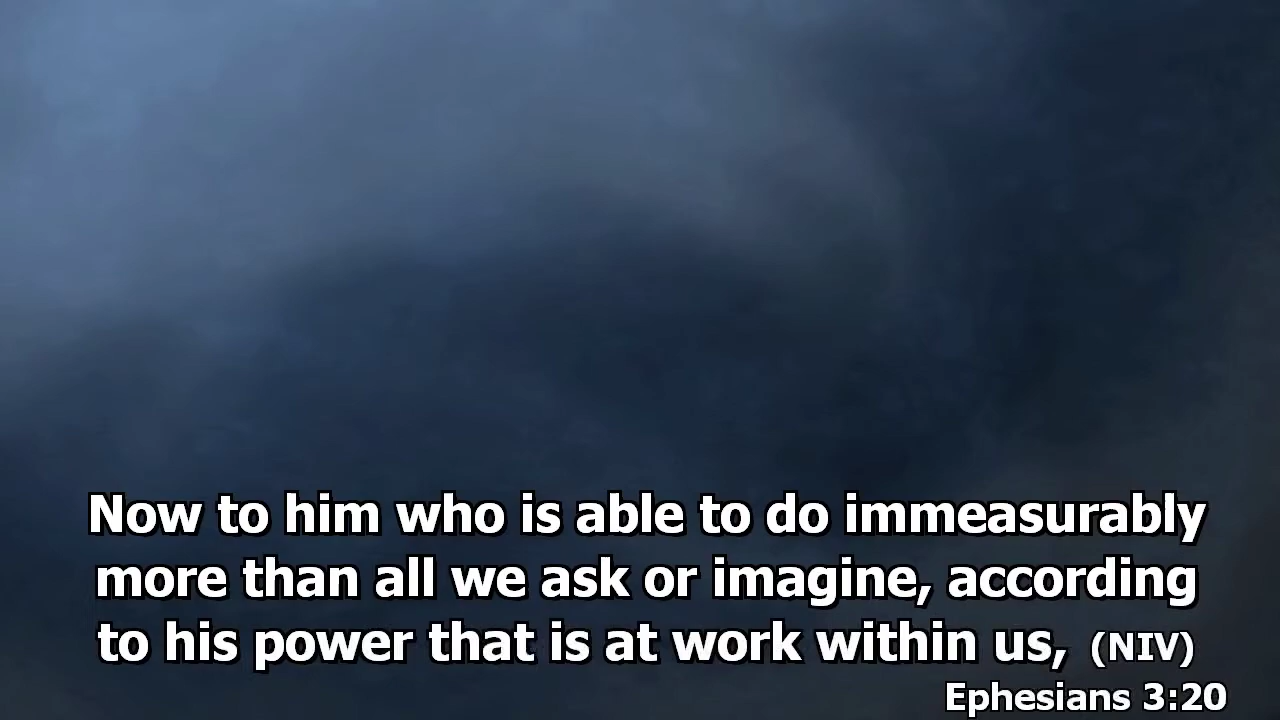 Now to him who is able to do immeasurably
more than all we ask or imagine, according
to his power that is at work within us, (NIV)
Ephesians 3:20